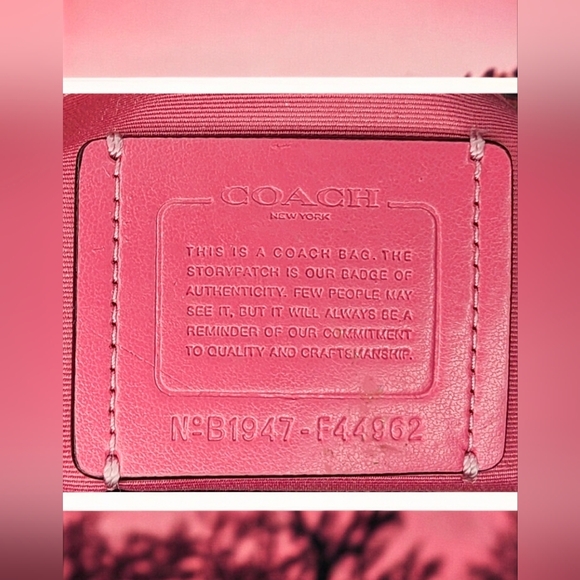 COACH
NEW YORK
THIS IS A COACH BAG. THE
STORYPATCH IS OUR BADGE OF
AUTHENTICITY. FEW PEOPLE MAY
SEE IT, BUT IT WILL ALWAYS BE A
REMINDER OF OUR COMMITMENT
TO QUALITY AND CRAFTSMANSHIP.
NºB1947-F44962